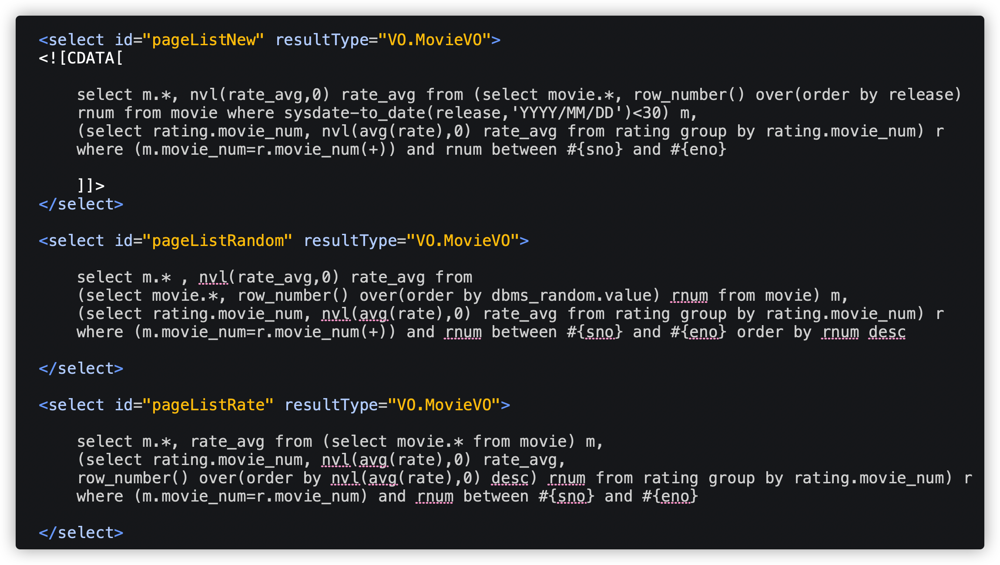 <select id="pageListNew" resultType="VO.MovieVO">
<![CDATA[
select m.*, nvl(rate_avg,0) rate_avg from (select movie.*, row_number() over(order by release)
rnum from movie where sysdate-to_date(release,'YYYY/MM/DD')<30) m,
(select rating.movie_num, nvl(avg(rate),0) rate_avg from rating group by rating.movie_num) r
where (m.movie_num=r.movie_num(+)) and rnum between #{sno} and #{eno}
]]>
</select>
<select id="pageListRandom" resultType="VO.MovieVO">
select m.* , nvl(rate_avg,0) rate_avg from
(select movie.*, row_number() over(order by dbms_random.value) rnum from movie) m,
(select rating.movie_num, nvl(avg(rate),0) rate_avg from rating group by rating.movie_num) r
where (m.movie_num=r.movie_num(+)) and rnum between #{sno} and #{eno} order by rnum desc
</select>
<select id="pageListRate" resultType="VO.MovieVO">
select m.*, rate_avg from (select movie.* from movie) m,
(select rating.movie_num, nvl(avg(rate),0) rate_avg,
row_number() over(order by nvl(avg(rate),0) desc) rnum from rating group by rating.movie_num) r
where (m.movie_num=r.movie_num) and rnum between #{sno} and #{eno}
</select>